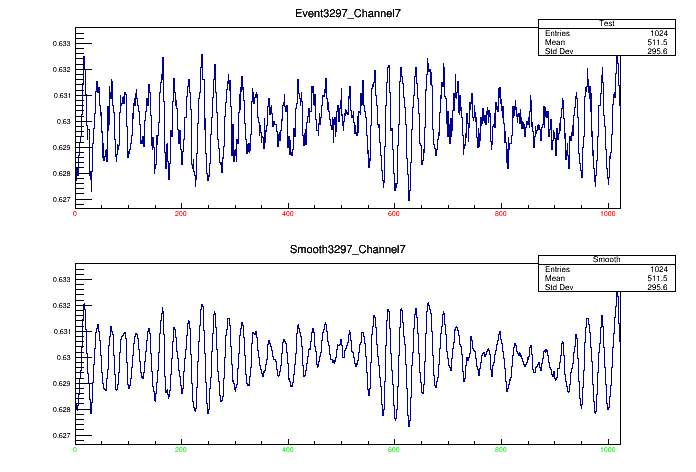 Event3297_Channel7
Test
Entries 1024
Mean 511.5
Std Dev 295.6
0.633
0.632
0.631
0.63
0.629
0.628
0.627
0 200 400 600 800 1000
Smooth3297_Channel7
Smooth
Entries 1024
Mean 511.5
Std Dev 295.6
0.633
0.632
0.631
0.63
0.629
0.628
0.627
0 200 400 600 800 1000